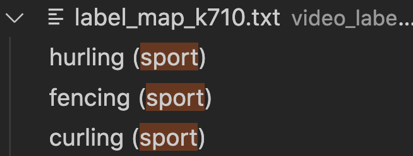 label_map_k710.txt video_labe...
hurling (sport)
fencing (sport)
curling (sport)